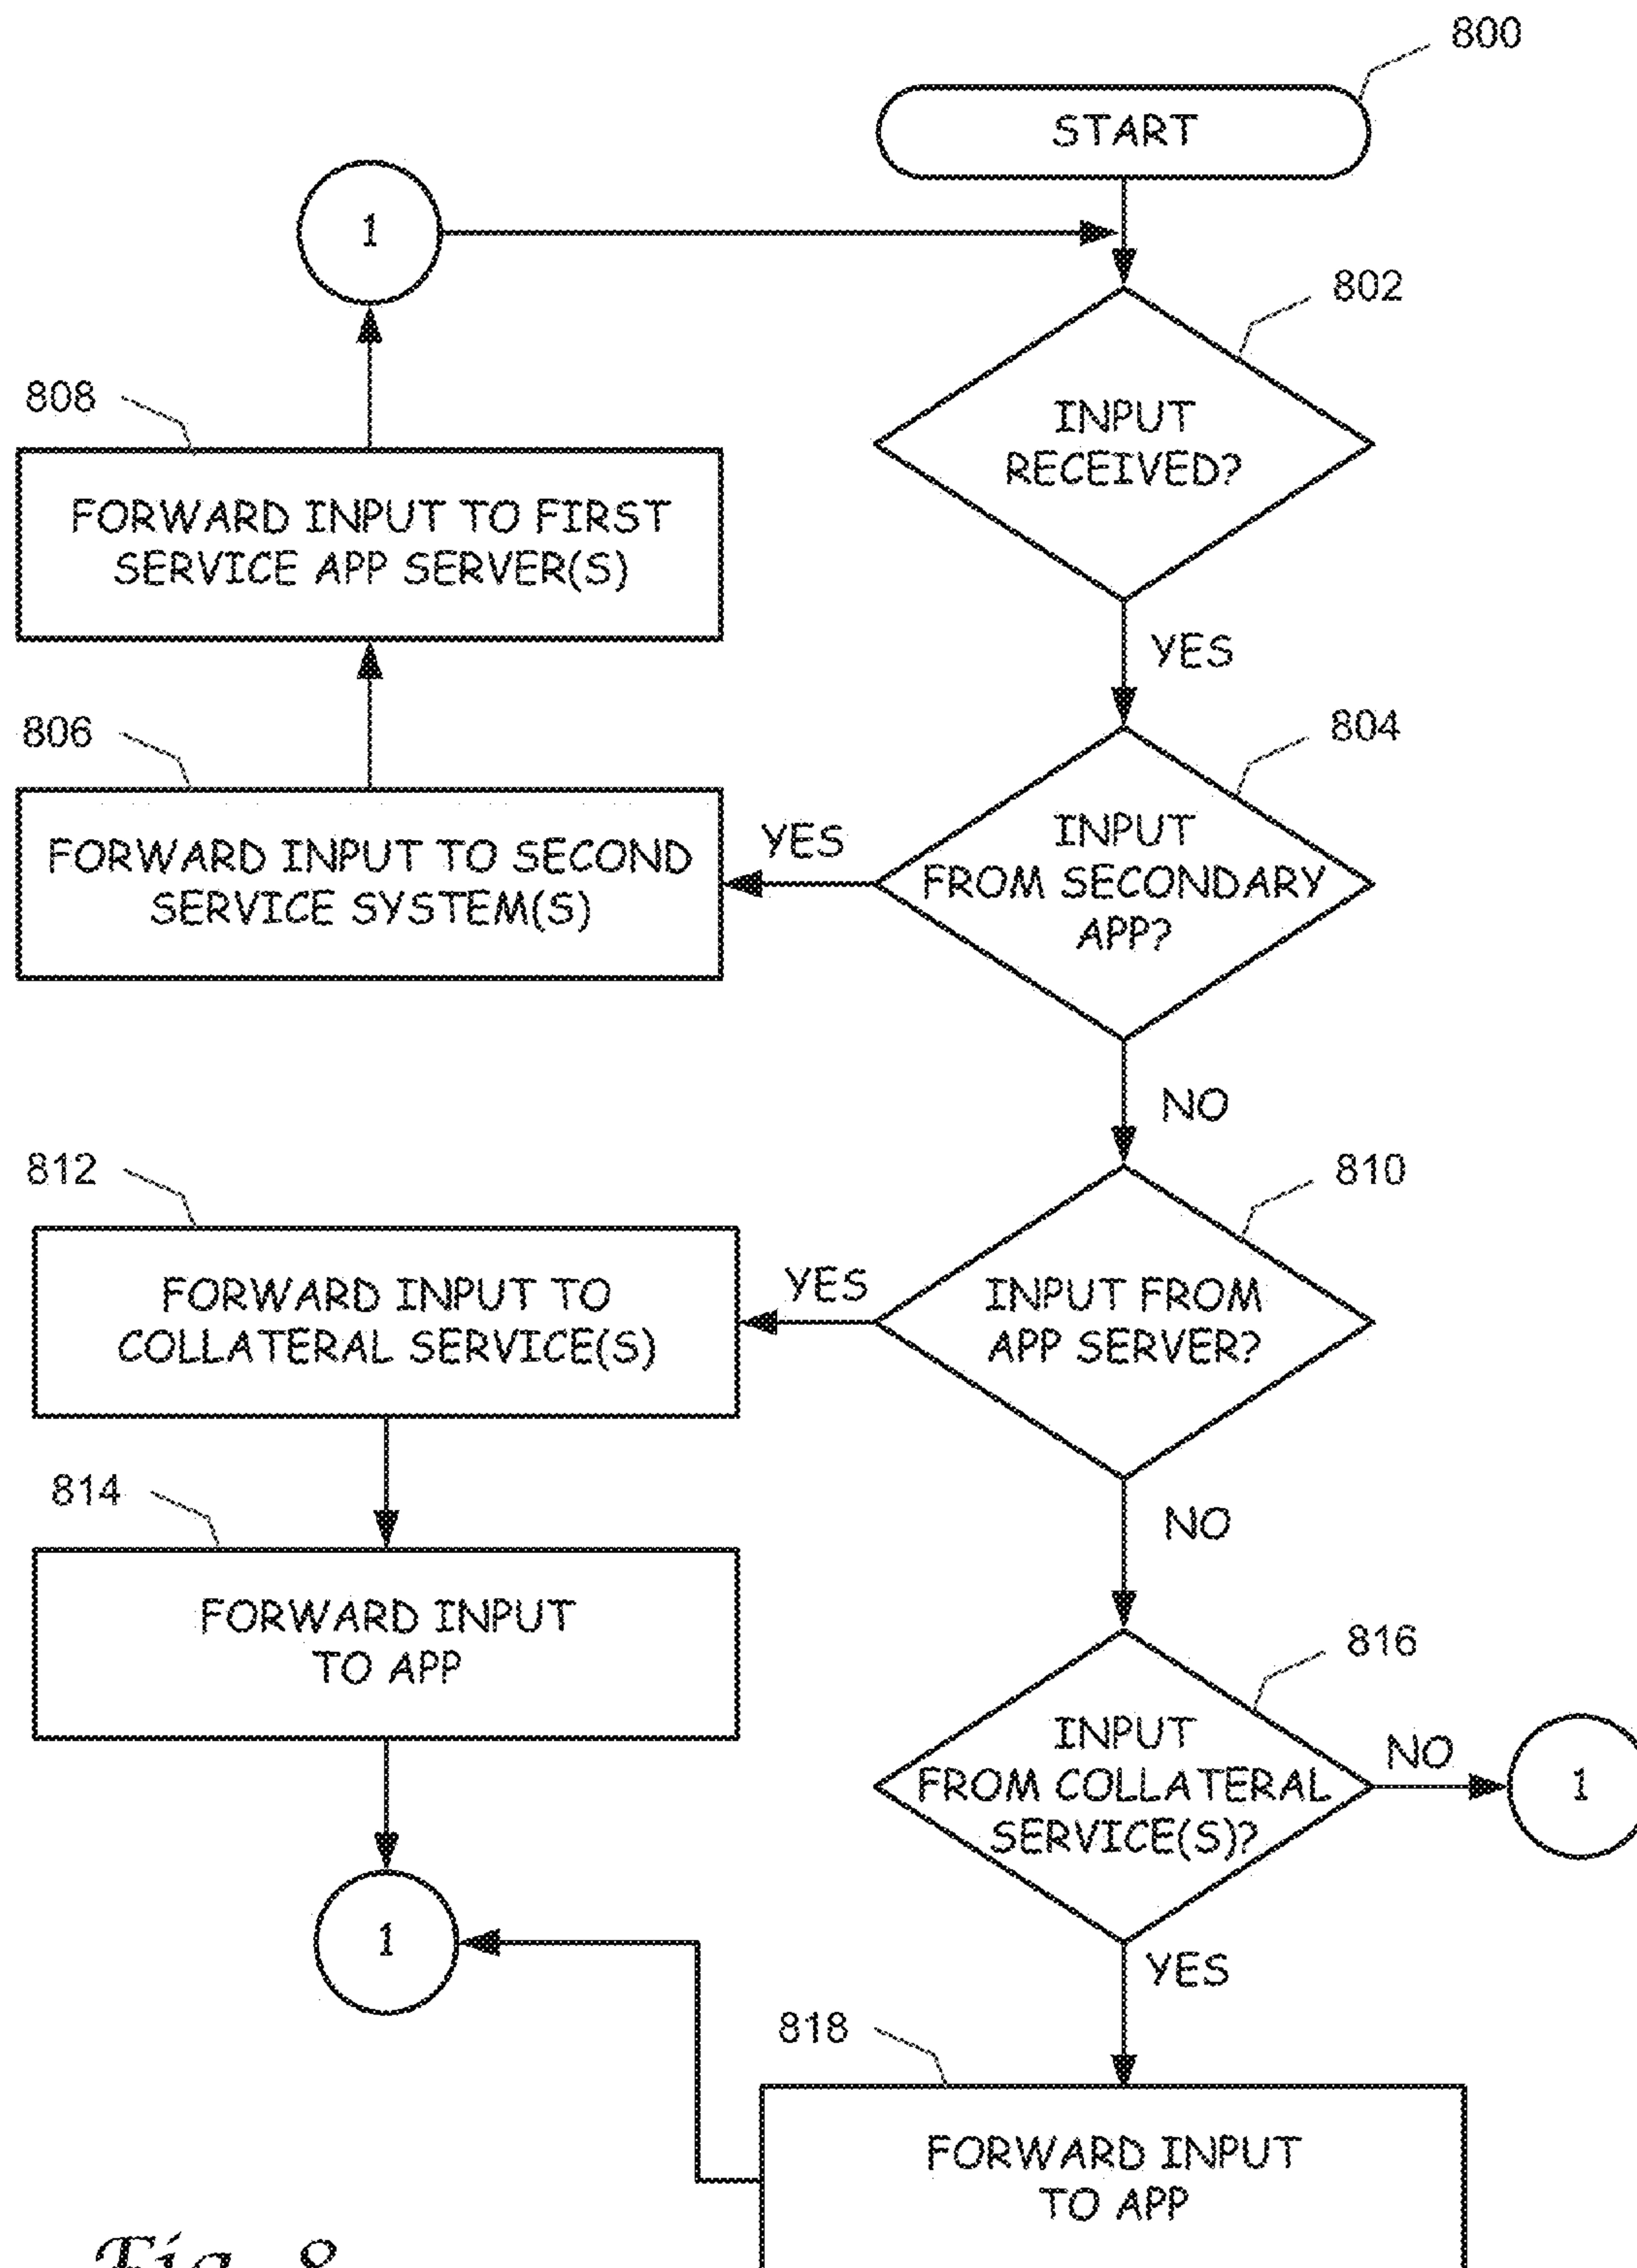 800
START
1
802
INPUT
RECEIVED?
808
FORWARD INPUT TO FIRST
SERVICE APP SERVER(S)
YES
806
804
FORWARD INPUT TO SECOND
SERVICE SYSTEM(S)
YES
INPUT
FROM SECONDARY
APP?
NO
812
810
FORWARD INPUT TO
COLLATERAL SERVICE(S)
YES
INPUT FROM
APP SERVER?
814
NO
FORWARD INPUT
TO APP
816
INPUT
FROM COLLATERAL
SERVICE(S)?
NO
1
1
YES
818
FORWARD INPUT
TO APP
Fig. 8